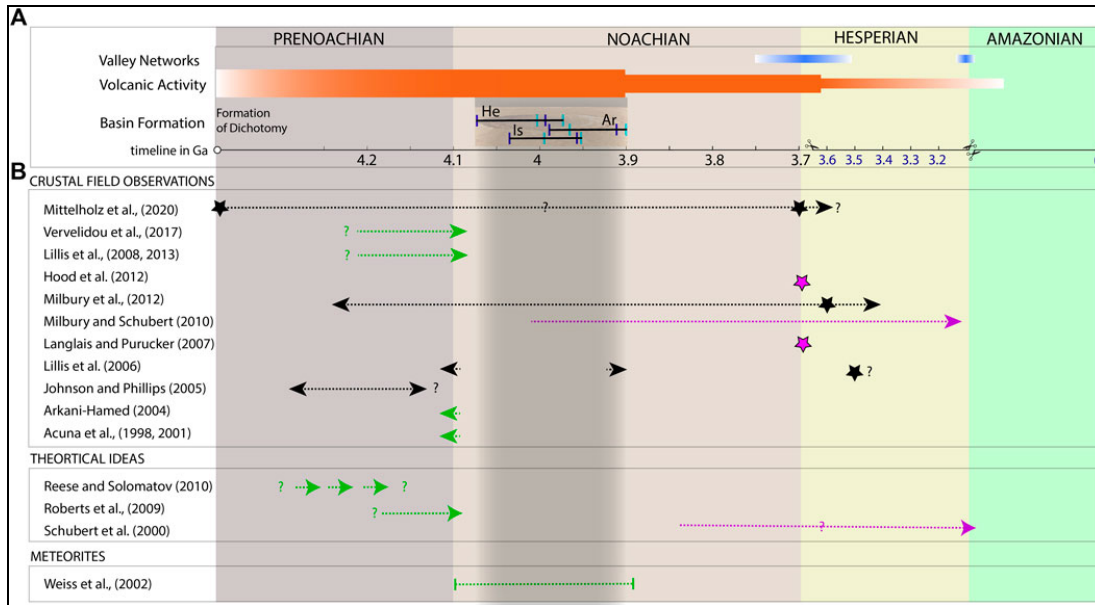 A
PRENOACHIAN NOACHIAN HESPERIAN AMAZONIAN
Valley Networks
Volcanic Activity
Basin Formation
Formation
of Dichotomy
He
Is
Ar
timeline in Ga
4.2 4.1 4 3.9 3.8 3.7 3.6 3.5 3.4 3.3 3.2
B
CRUSTAL FIELD OBSERVATIONS
Mittelholz et al., (2020) ? ?
Vervelidou et al., (2017) ?
Lillis et al., (2008, 2013) ?
Hood et al. (2012)
Milbury et al., (2012)
Milbury and Schubert (2010)
Langlais and Purucker (2007)
Lillis et al. (2006) ?
Johnson and Phillips (2005) ?
Arkani-Hamed (2004)
Acuna et al., (1998, 2001)
THEORTICAL IDEAS
Reese and Solomatov (2010) ? ?
Roberts et al., (2009) ?
Schubert et al. (2000) ?
METEORITES
Weiss et al., (2002)